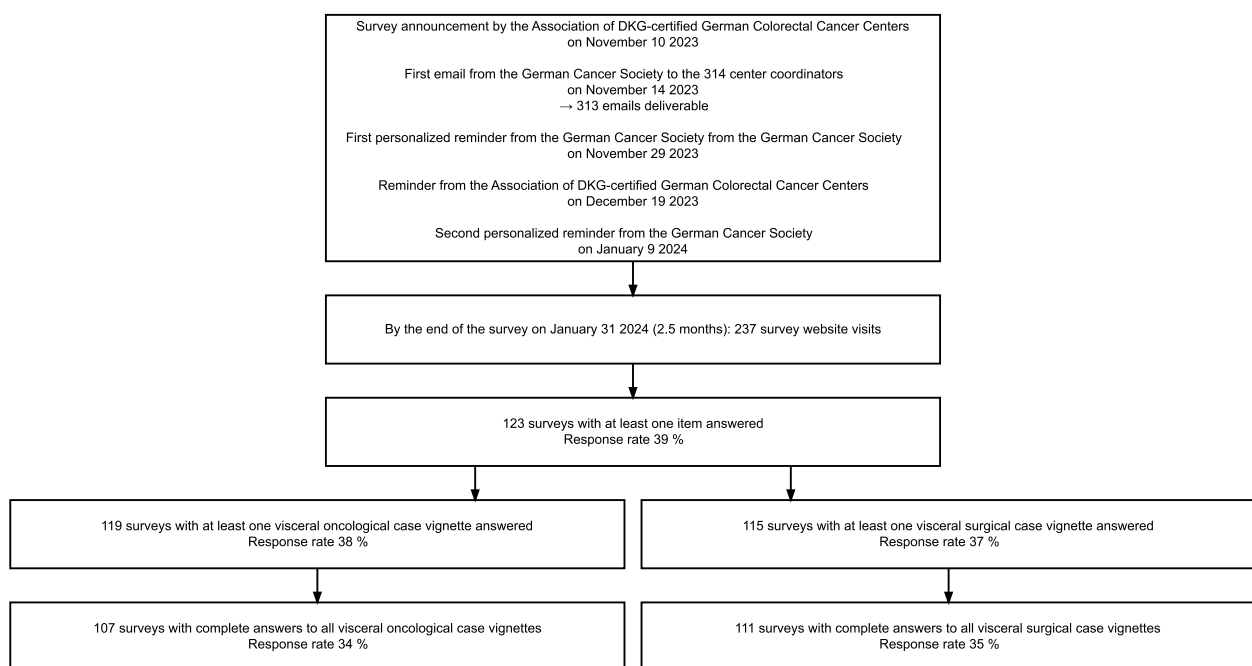 Survey announcement by the Association of DKG-certified German Colorectal Cancer Centers
on November 10 2023
First email from the German Cancer Society to the 314 center coordinators
on November 14 2023
→ 313 emails deliverable
First personalized reminder from the German Cancer Society from the German Cancer Society
on November 29 2023
Reminder from the Association of DKG-certified German Colorectal Cancer Centers
on December 19 2023
Second personalized reminder from the German Cancer Society
on January 9 2024
By the end of the survey on January 31 2024 (2.5 months): 237 survey website visits
123 surveys with at least one item answered
Response rate 39 %
119 surveys with at least one visceral oncological case vignette answered
Response rate 38 %
115 surveys with at least one visceral surgical case vignette answered
Response rate 37 %
107 surveys with complete answers to all visceral oncological case vignettes
Response rate 34 %
111 surveys with complete answers to all visceral surgical case vignettes
Response rate 35 %